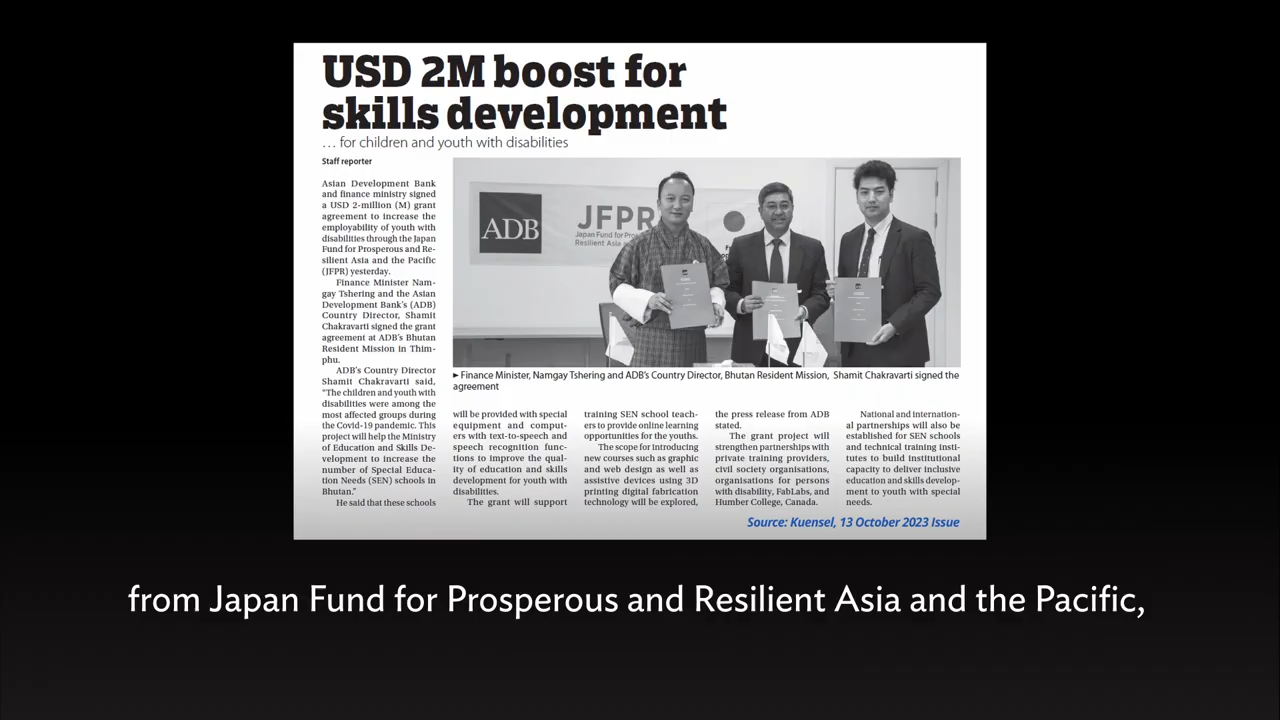 USD 2M boost for
skills development
… for children and youth with disabilities
Staff reporter
Asian Development Bank
and finance ministry signed
a USD 2-million (M) grant
agreement to increase the
employability of youth with
disabilities through the Japan
Fund for Prosperous and Re-
silient Asia and the Pacific
(JFPR) yesterday.
Finance Minister Nam-
gay Tshering and the Asian
Development Bank's (ADB)
Country Director, Shamit
Chakravarti signed the grant
agreement at ADB's Bhutan
Resident Mission in Thim-
phu.
ADB's Country Director
Shamit Chakravarti said,
"The children and youth with
disabilities were among the
most affected groups during
the Covid-19 pandemic. This
project will help the Ministry
of Education and Skills De-
velopment to increase the
number of Special Educa-
tion Needs (SEN) schools in
Bhutan."
He said that these schools
ADB
JFPR
Japan Fund for
Resilient Asia
► Finance Minister, Namgay Tshering and ADB's Country Director, Bhutan Resident Mission, Shamit Chakravarti signed the
agreement
will be provided with special
equipment and comput-
ers with text-to-speech and
speech recognition func-
tions to improve the qual-
ity of education and skills
development for youth with
disabilities.
The grant will support
training SEN school teach-
ers to provide online learning
opportunities for the youths.
The scope for introducing
new courses such as graphic
and web design as well as
assistive devices using 3D
printing digital fabrication
technology will be explored,
the press release from ADB
stated.
The grant project will
strengthen partnerships with
private training providers,
civil society organisations,
organisations for persons
with disability, FabLabs, and
Humber College, Canada.
National and internation-
al partnerships will also be
established for SEN schools
and technical training insti-
tutes to build institutional
capacity to deliver inclusive
education and skills develop-
ment to youth with special
needs.
Source: Kuensel, 13 October 2023 Issue
from Japan Fund for Prosperous and Resilient Asia and the Pacific,